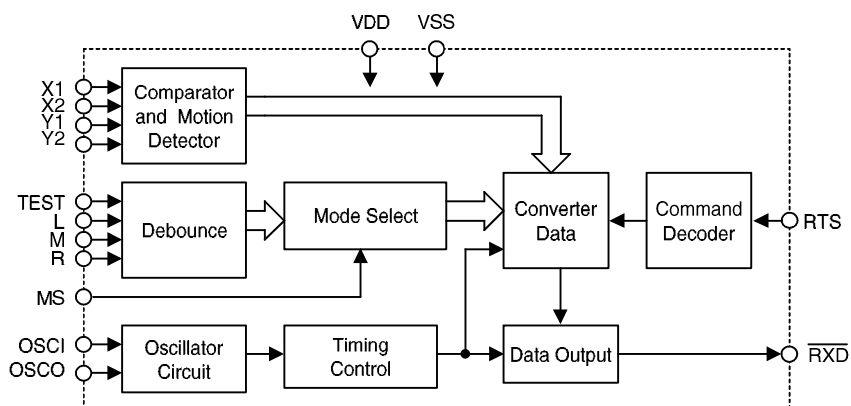 VDD VSS
X1
X2
Y1
Y2
Comparator
and Motion
Detector
TEST
L
M
R
Debounce
Mode Select
Converter
Data
Command
Decoder
RTS
MS
OSCI
OSCO
Oscillator
Circuit
Timing
Control
Data Output
RXD